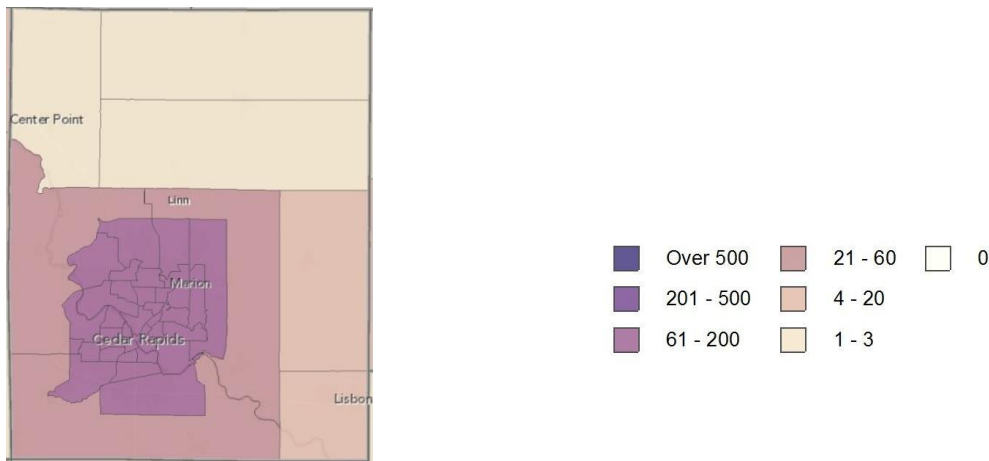 Center Point
Linn
Marion
Cedar Rapids
Lisbon
Over 500
201 - 500
61 - 200
21 - 60
4 - 20
1 - 3
0